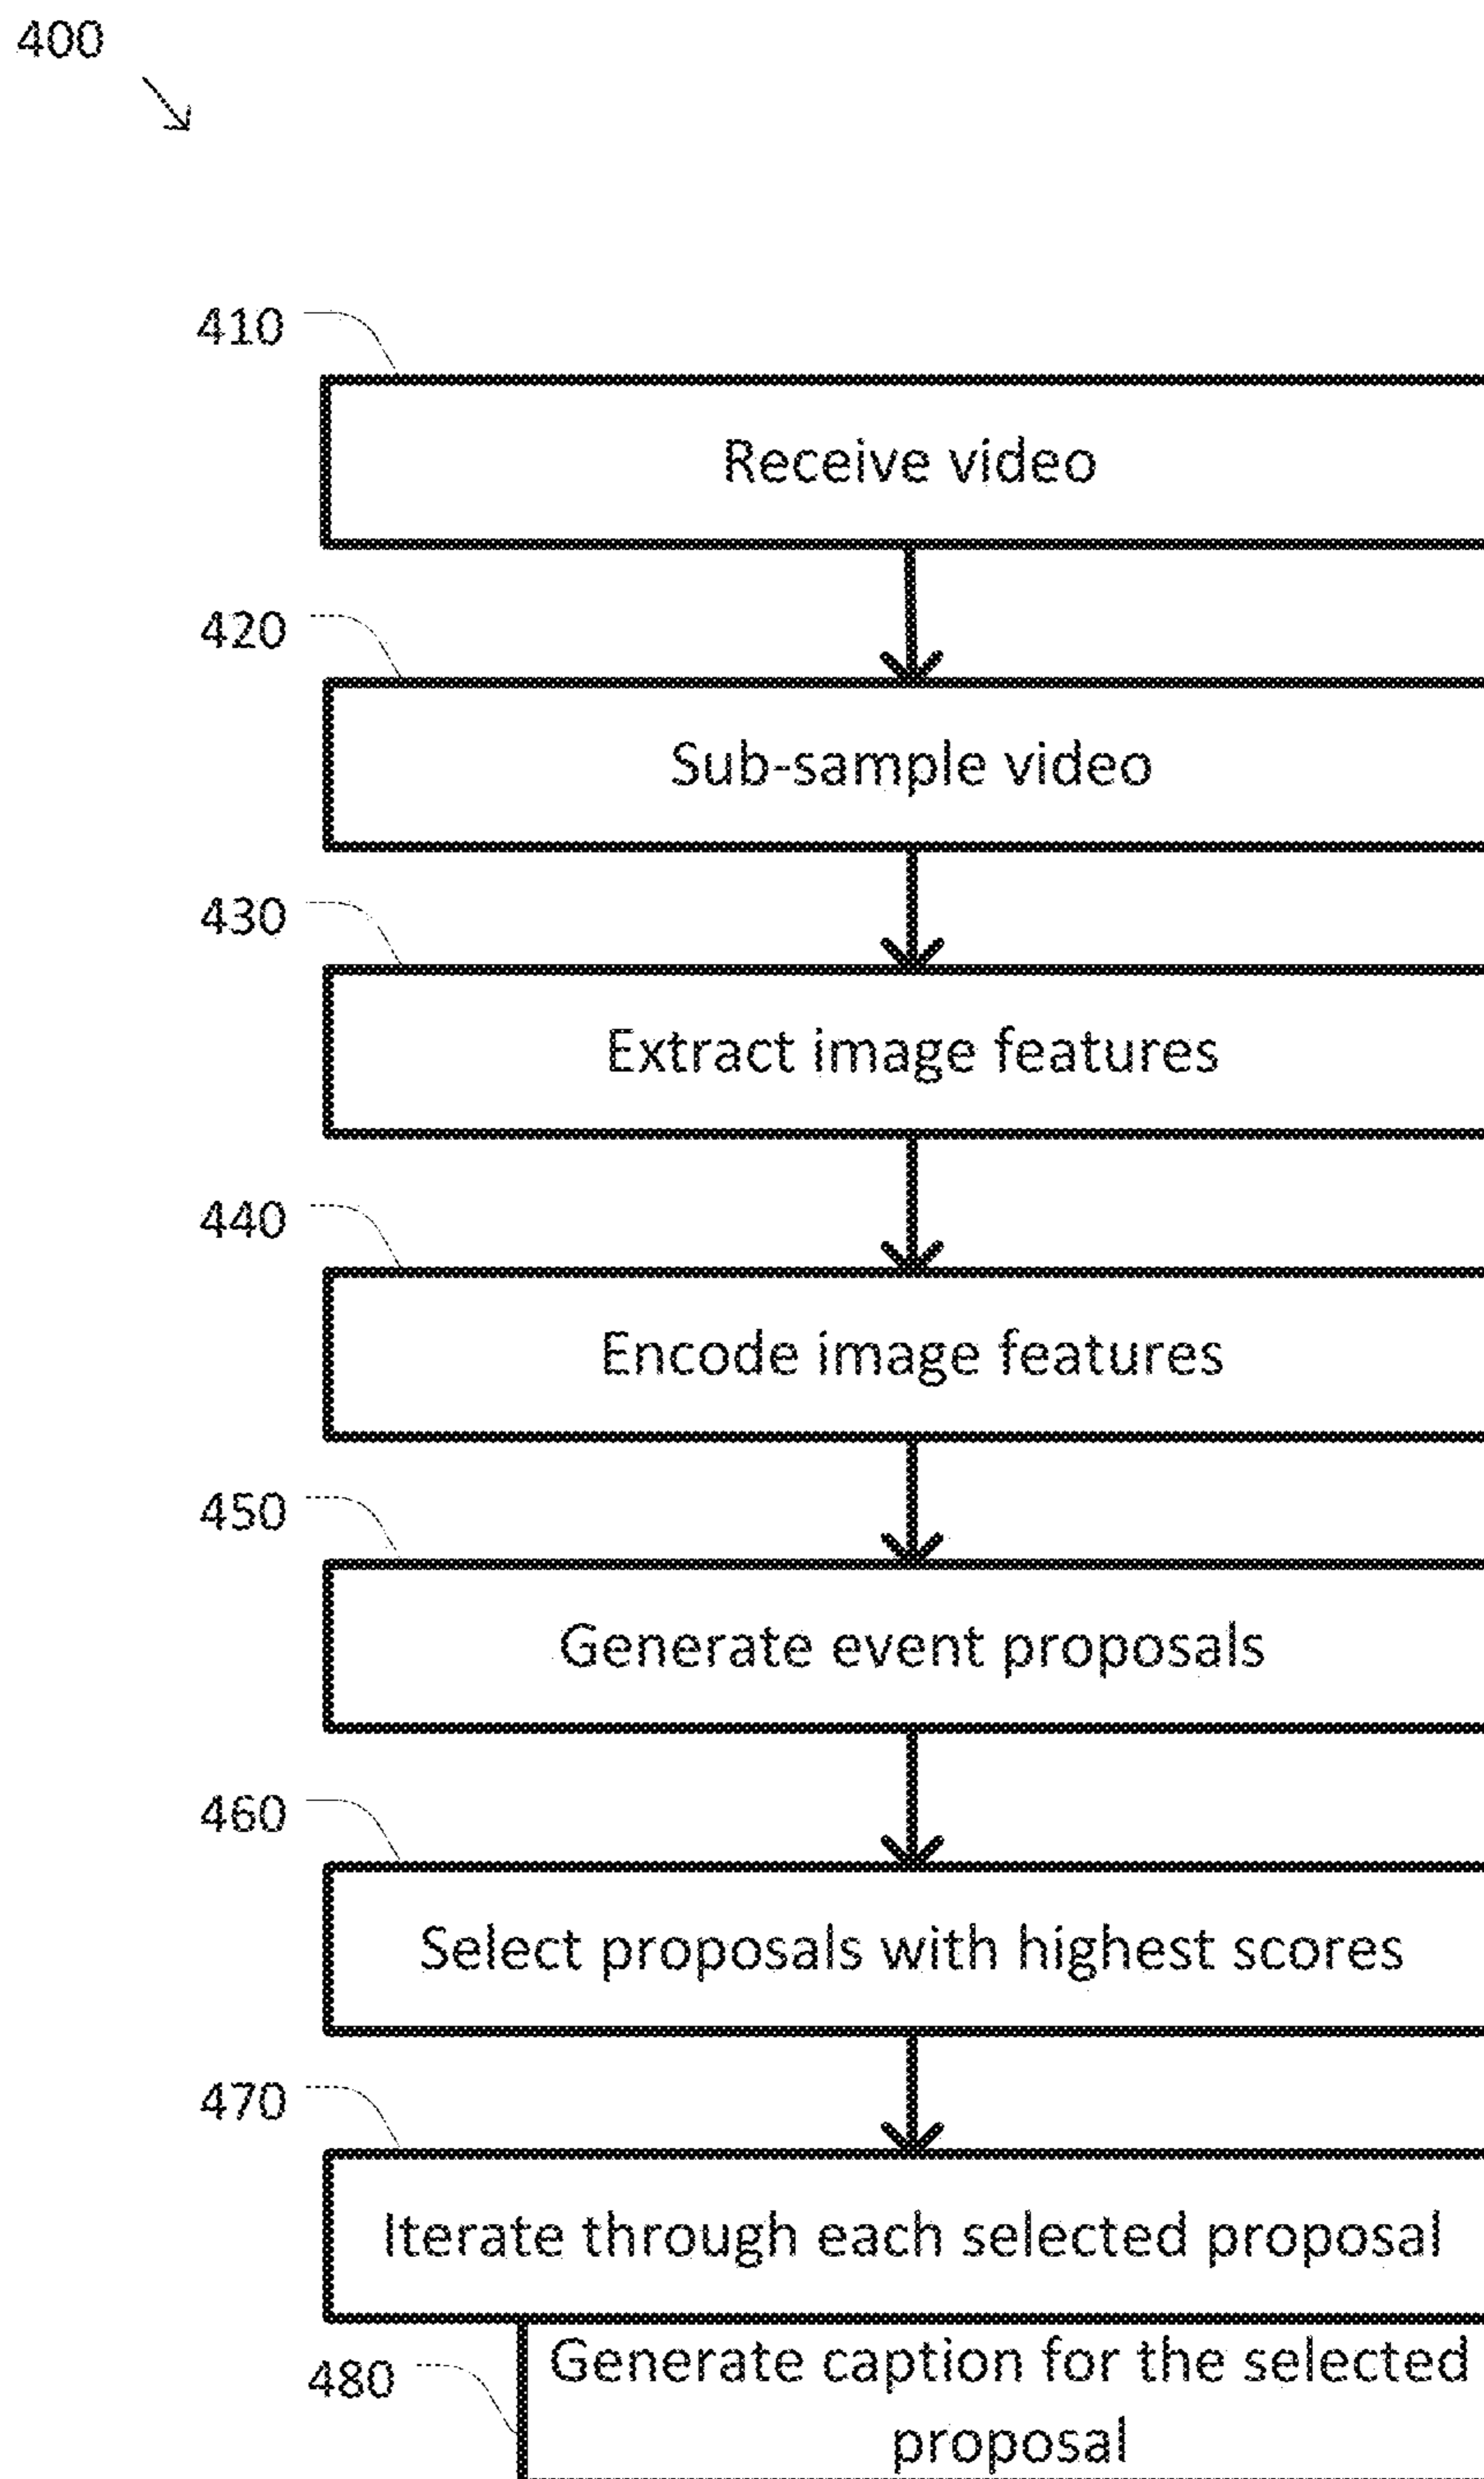 400
410
Receive video
420
Sub-sample video
430
Extract image features
440
Encode image features
450
Generate event proposals
460
Select proposals with highest scores
470
Iterate through each selected proposal
480
Generate caption for the selected
proposal